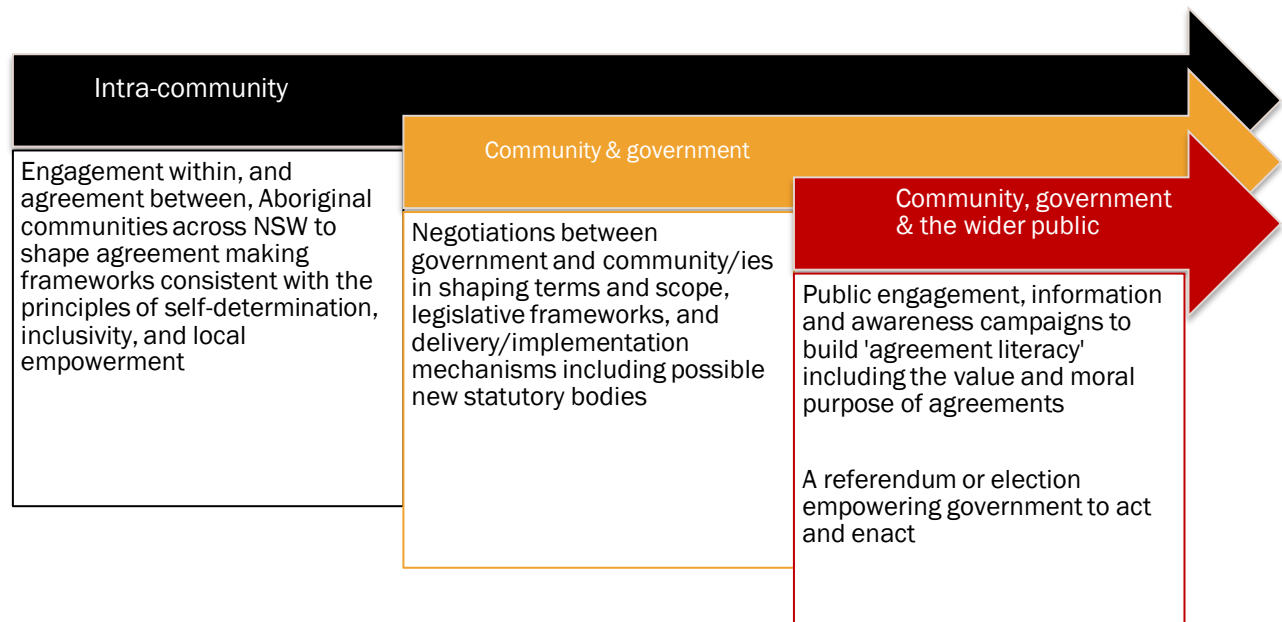 Intra-community
Engagement within, and
agreement between, Aboriginal
communities across NSW to
shape agreement making
frameworks consistent with the
principles of self-determination,
inclusivity, and local
empowerment
Community & government
Negotiations between
government and community/ies
in shaping terms and scope,
legislative frameworks, and
delivery/implementation
mechanisms including possible
new statutory bodies
Community, government
& the wider public
Public engagement, information
and awareness campaigns to
build 'agreement literacy'
including the value and moral
purpose of agreements
A referendum or election
empowering government to act
and enact